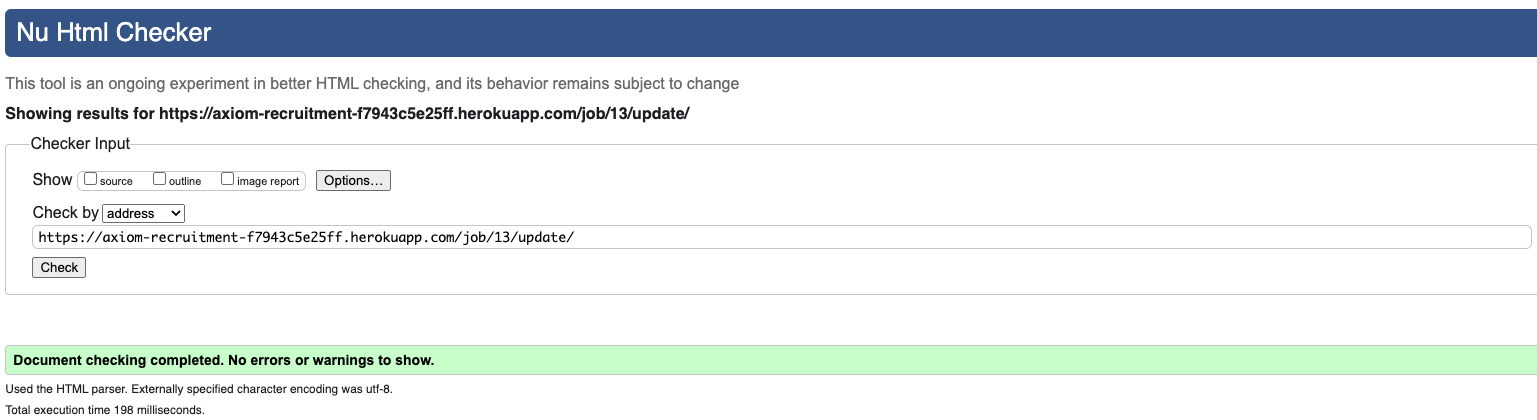 Nu Html Checker
This tool is an ongoing experiment in better HTML checking, and its behavior remains subject to change
Showing results for https://axiom-recruitment-f7943c5e25ff.herokuapp.com/job/13/update/
Checker Input
Show source outline image report Options...
Check by address
https://axiom-recruitment-f7943c5e25ff.herokuapp.com/job/13/update/
Check
Document checking completed. No errors or warnings to show.
Used the HTML parser. Externally specified character encoding was utf-8.
Total execution time 198 milliseconds.